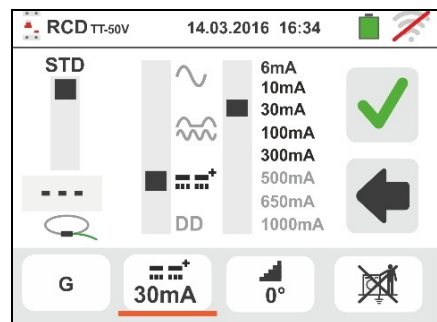 RCD TT-50V 14.03.2016 16:34
STD
6mA
10mA
30mA
100mA
300mA
500mA
650mA
DD 1000mA
- - -
G 30mA 0°